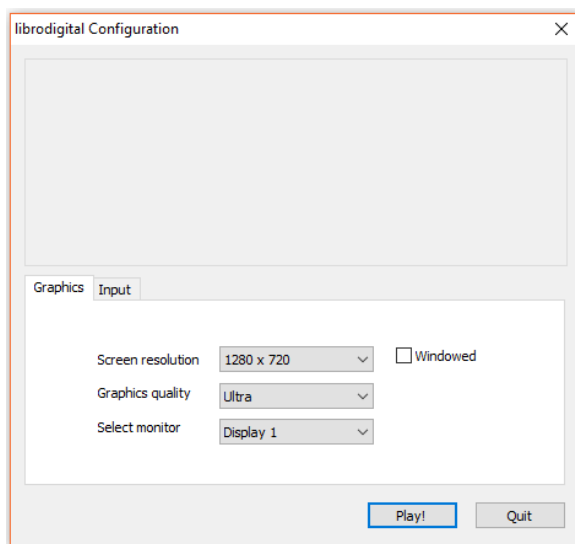 librodigital Configuration
Graphics
Input
Screen resolution
1280 x 720
Windowed
Graphics quality
Ultra
Select monitor
Display 1
Play!
Quit